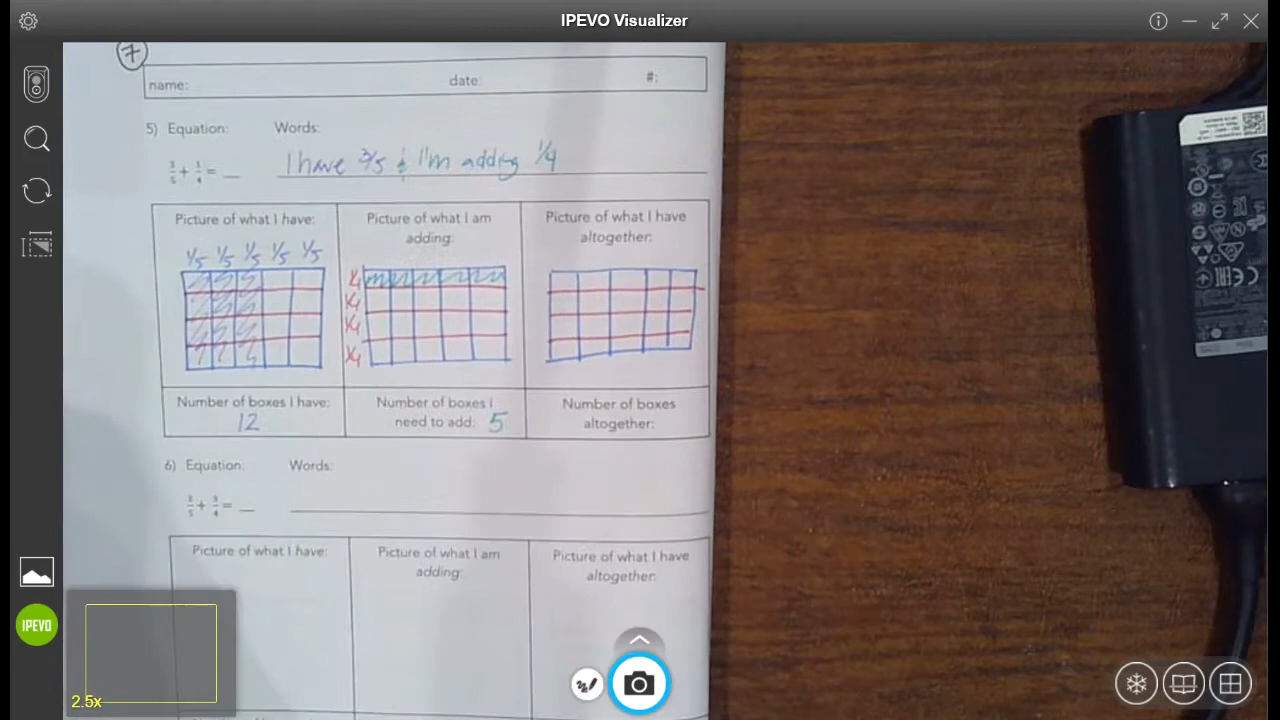 IPEVO Visualizer
7
name: date: #:
5) Equation: Words:
3/5 + 1/4 = __ I have 3/5 & I'm adding 1/4
Picture of what I have: Picture of what I am adding: Picture of what I have altogether:
1/5 1/5 1/5 1/5 1/5
1/4
1/4
1/4
1/4
Number of boxes I have: 12 Number of boxes I need to add: 5 Number of boxes altogether:
6) Equation: Words:
Picture of what I have: Picture of what I am adding: Picture of what I have altogether:
IPEVO
2.5x